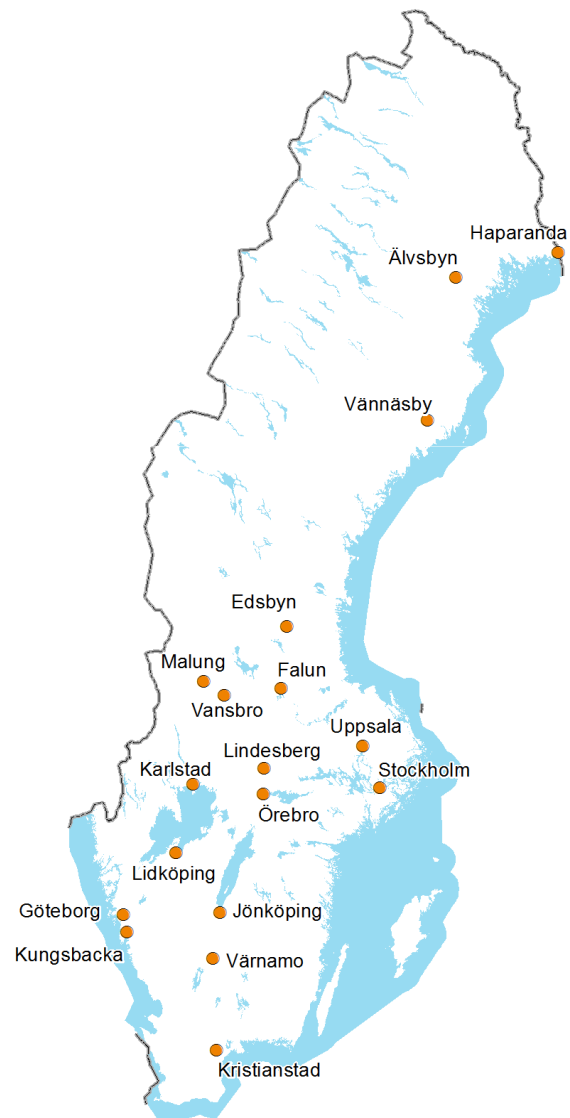 Haparanda
Älvsbyn
Vännäsby
Edsbyn
Malung
Falun
Vansbro
Uppsala
Lindesberg
Karlstad
Stockholm
Örebro
Lidköping
Göteborg
Jönköping
Kungsbacka
Värnamo
Kristianstad